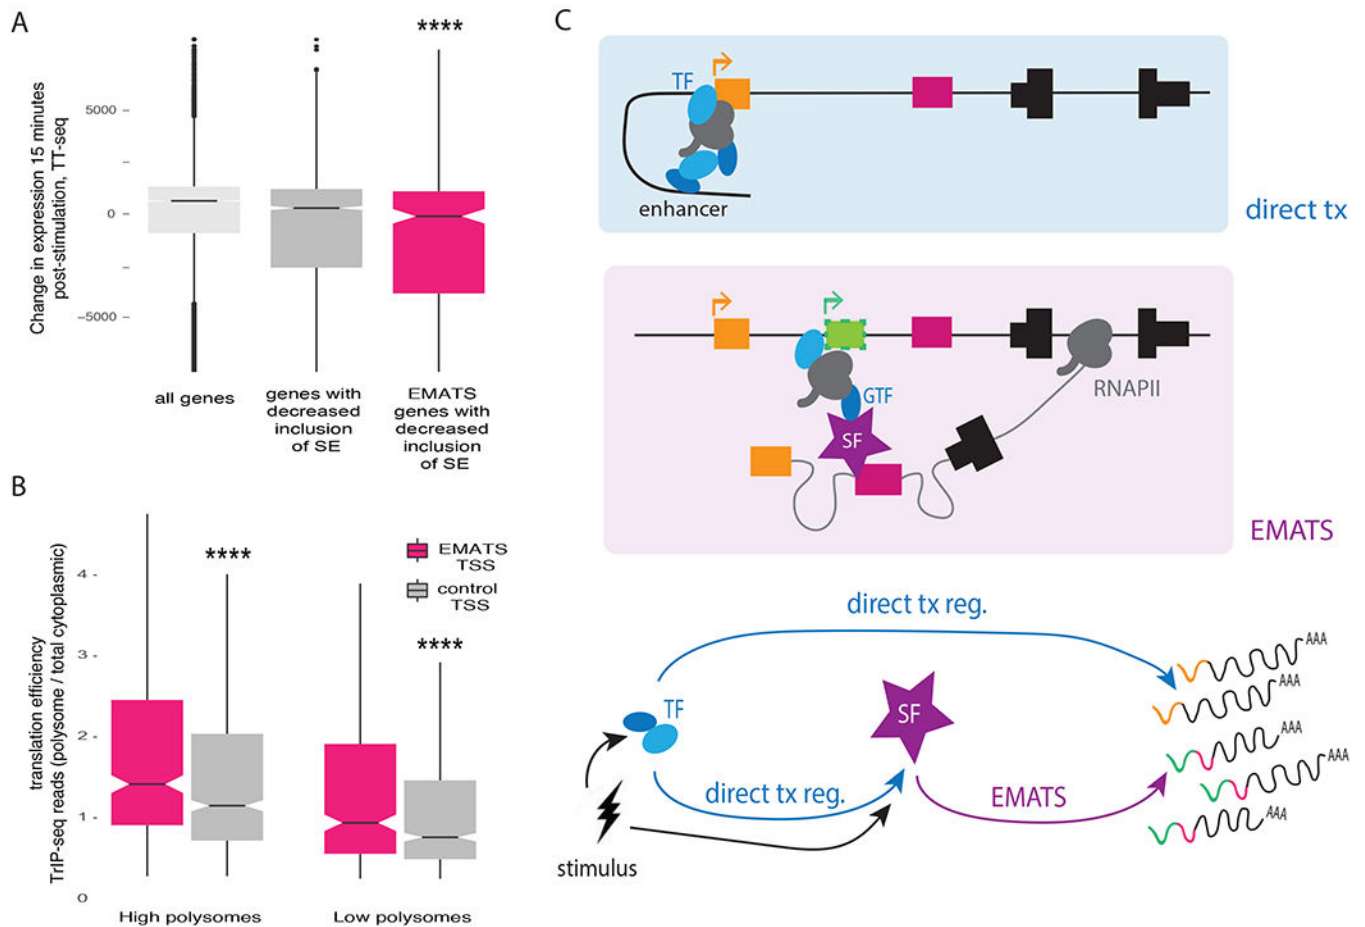 A
****
Change in expression 15 minutes
post-stimulation, TT-seq
5000
0
−5000
all genes
genes with
decreased
inclusion
of SE
EMATS
genes with
decreased
inclusion
of SE
B
translation efficiency
TrIP-seq reads (polysome / total cytoplasmic)
4
3
2
1
0
****
****
EMATS
TSS
control
TSS
High polysomes
Low polysomes
C
TF
enhancer
direct tx
GTF
RNAPII
SF
EMATS
direct tx reg.
AAA
AAA
TF
SF
AAA
AAA
direct tx reg.
EMATS
AAA
stimulus